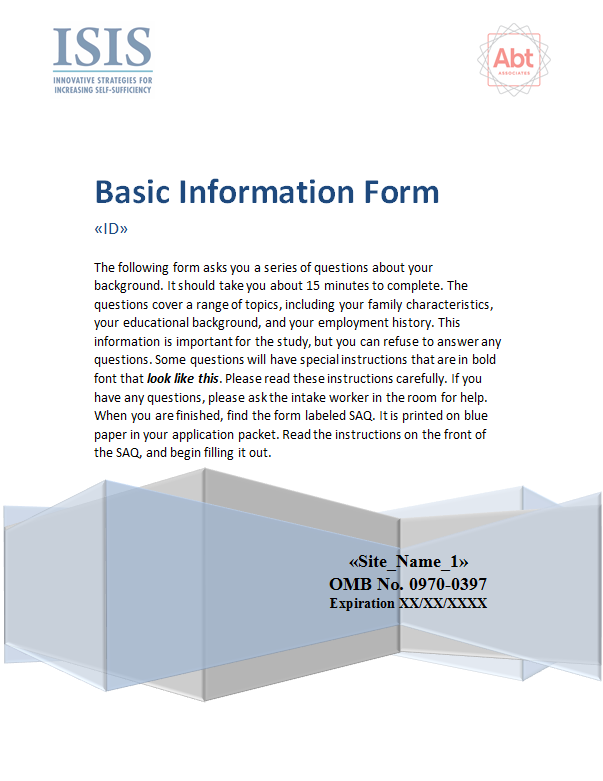 ISIS
INNOVATIVE STRATEGIES FOR
INCREASING SELF-SUFFICIENCY
Abt
ASSOCIATES
Basic Information Form
«ID»
The following form asks you a series of questions about your
background. It should take you about 15 minutes to complete. The
questions cover a range of topics, including your family characteristics,
your educational background, and your employment history. This
information is important for the study, but you can refuse to answer any
questions. Some questions will have special instructions that are in bold
font that look like this. Please read these instructions carefully. If you
have any questions, please ask the intake worker in the room for help.
When you are finished, find the form labeled SAQ. It is printed on blue
paper in your application packet. Read the instructions on the front of
the SAQ, and begin filling it out.
«Site_Name_1»
OMB No. 0970-0397
Expiration XX/XX/XXXX